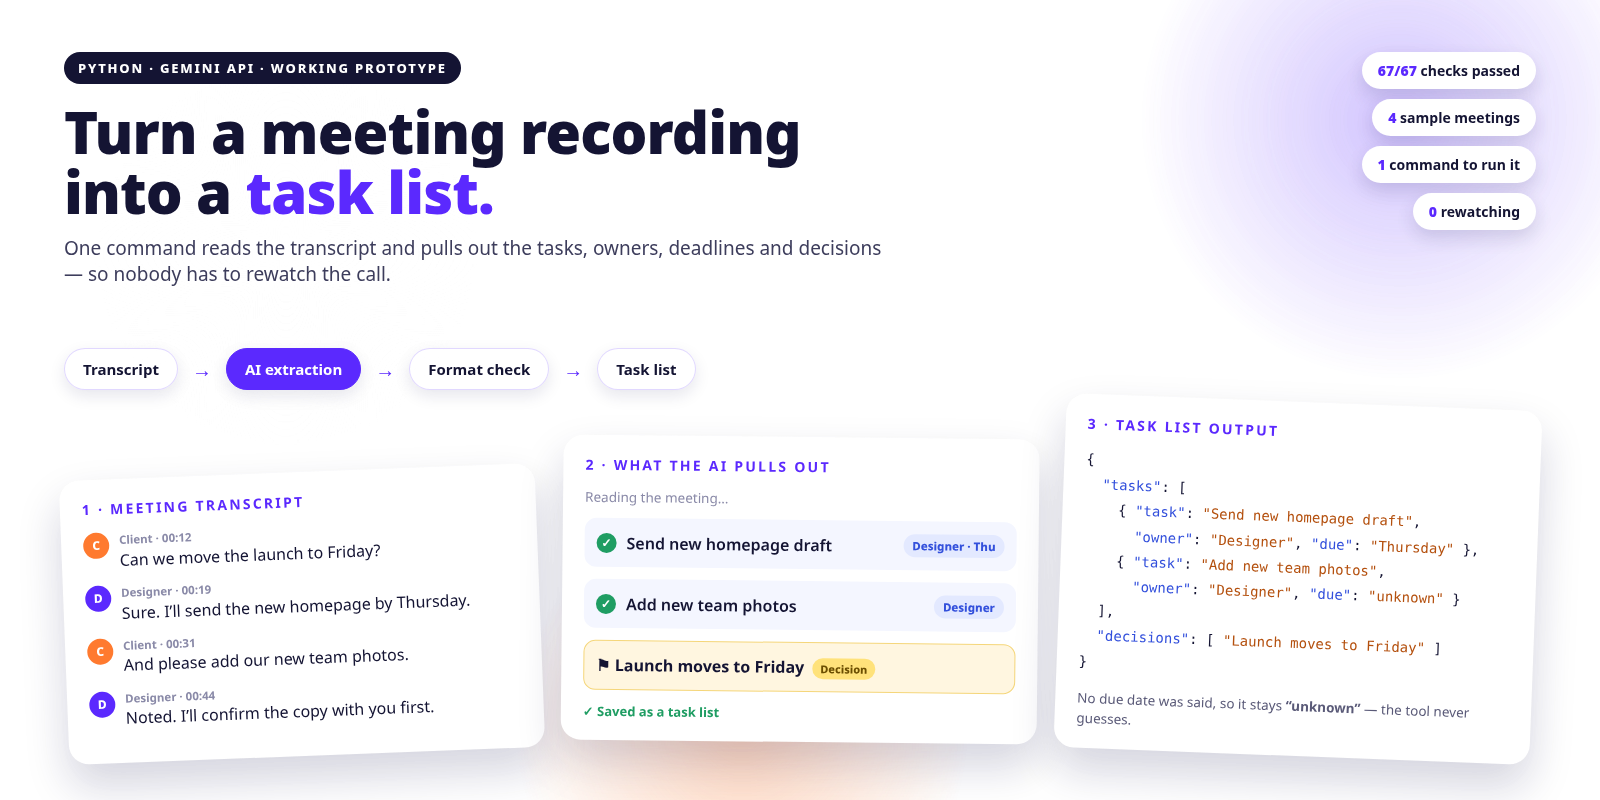 PYTHON · GEMINI API · WORKING PROTOTYPE
Turn a meeting recording
into a task list.
One command reads the transcript and pulls out the tasks, owners, deadlines and decisions
— so nobody has to rewatch the call.
67/67 checks passed
4 sample meetings
1 command to run it
0 rewatching
Transcript → AI extraction → Format check → Task list
1 · MEETING TRANSCRIPT
C
Client · 00:12
Can we move the launch to Friday?
D
Designer · 00:19
Sure. I’ll send the new homepage by Thursday.
C
Client · 00:31
And please add our new team photos.
D
Designer · 00:44
Noted. I’ll confirm the copy with you first.
2 · WHAT THE AI PULLS OUT
Reading the meeting…
✓ Send new homepage draft Designer · Thu
✓ Add new team photos Designer
⚑ Launch moves to Friday Decision
✓ Saved as a task list
3 · TASK LIST OUTPUT
{
"tasks": [
{ "task": "Send new homepage draft",
"owner": "Designer", "due": "Thursday" },
{ "task": "Add new team photos",
"owner": "Designer", "due": "unknown" }
],
"decisions": [ "Launch moves to Friday" ]
}
No due date was said, so it stays “unknown” — the tool never
guesses.